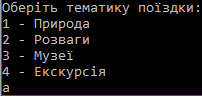 Оберіть тематику поїздки:
1 - Природа
2 - Розваги
3 - Музеї
4 - Екскурсія
а